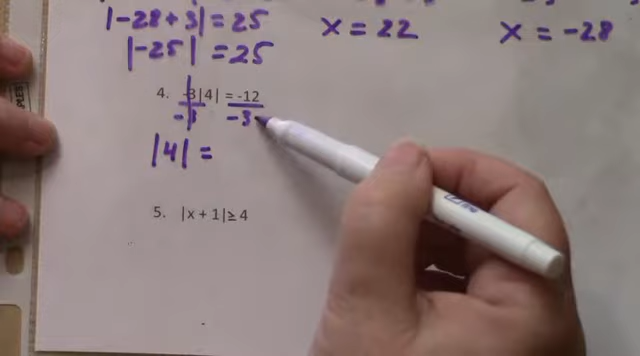 |-28+3|=25
x = 22
x = -28
|-25| = 25
4. -3|4| = -12
-3 -3
|4| =
5. |x + 1| ≥ 4